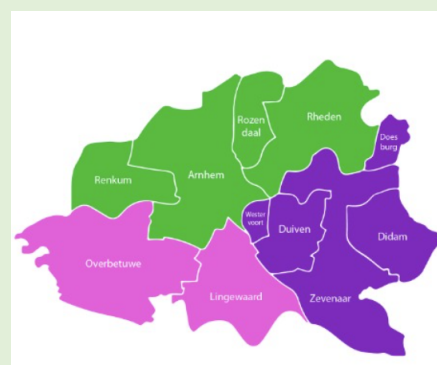 Rozen
daal
Rheden
Does
burg
Renkum
Arnhem
Wester
voort
Duiven
Didam
Overbetuwe
Lingewaard
Zevenaar